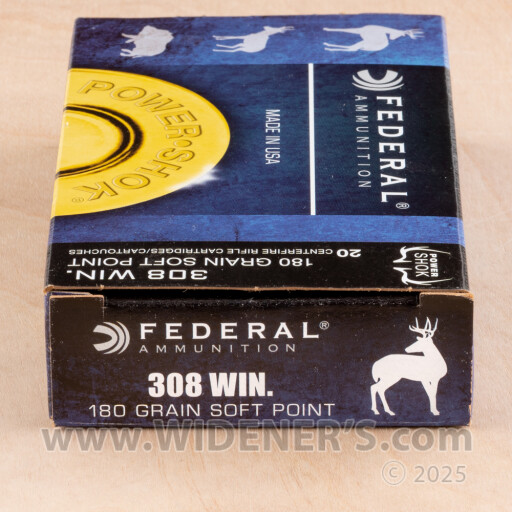 POWER•SHOK®
MADE IN USA
FEDERAL®
AMMUNITION
308 WIN.
180 GRAIN SOFT POINT
20 CENTERFIRE RIFLE CARTRIDGES/CARTOUCHES
POWER
SHOK
FEDERAL®
AMMUNITION
308 WIN.
180 GRAIN SOFT POINT
WWW.WIDENER'S.com
© 2025